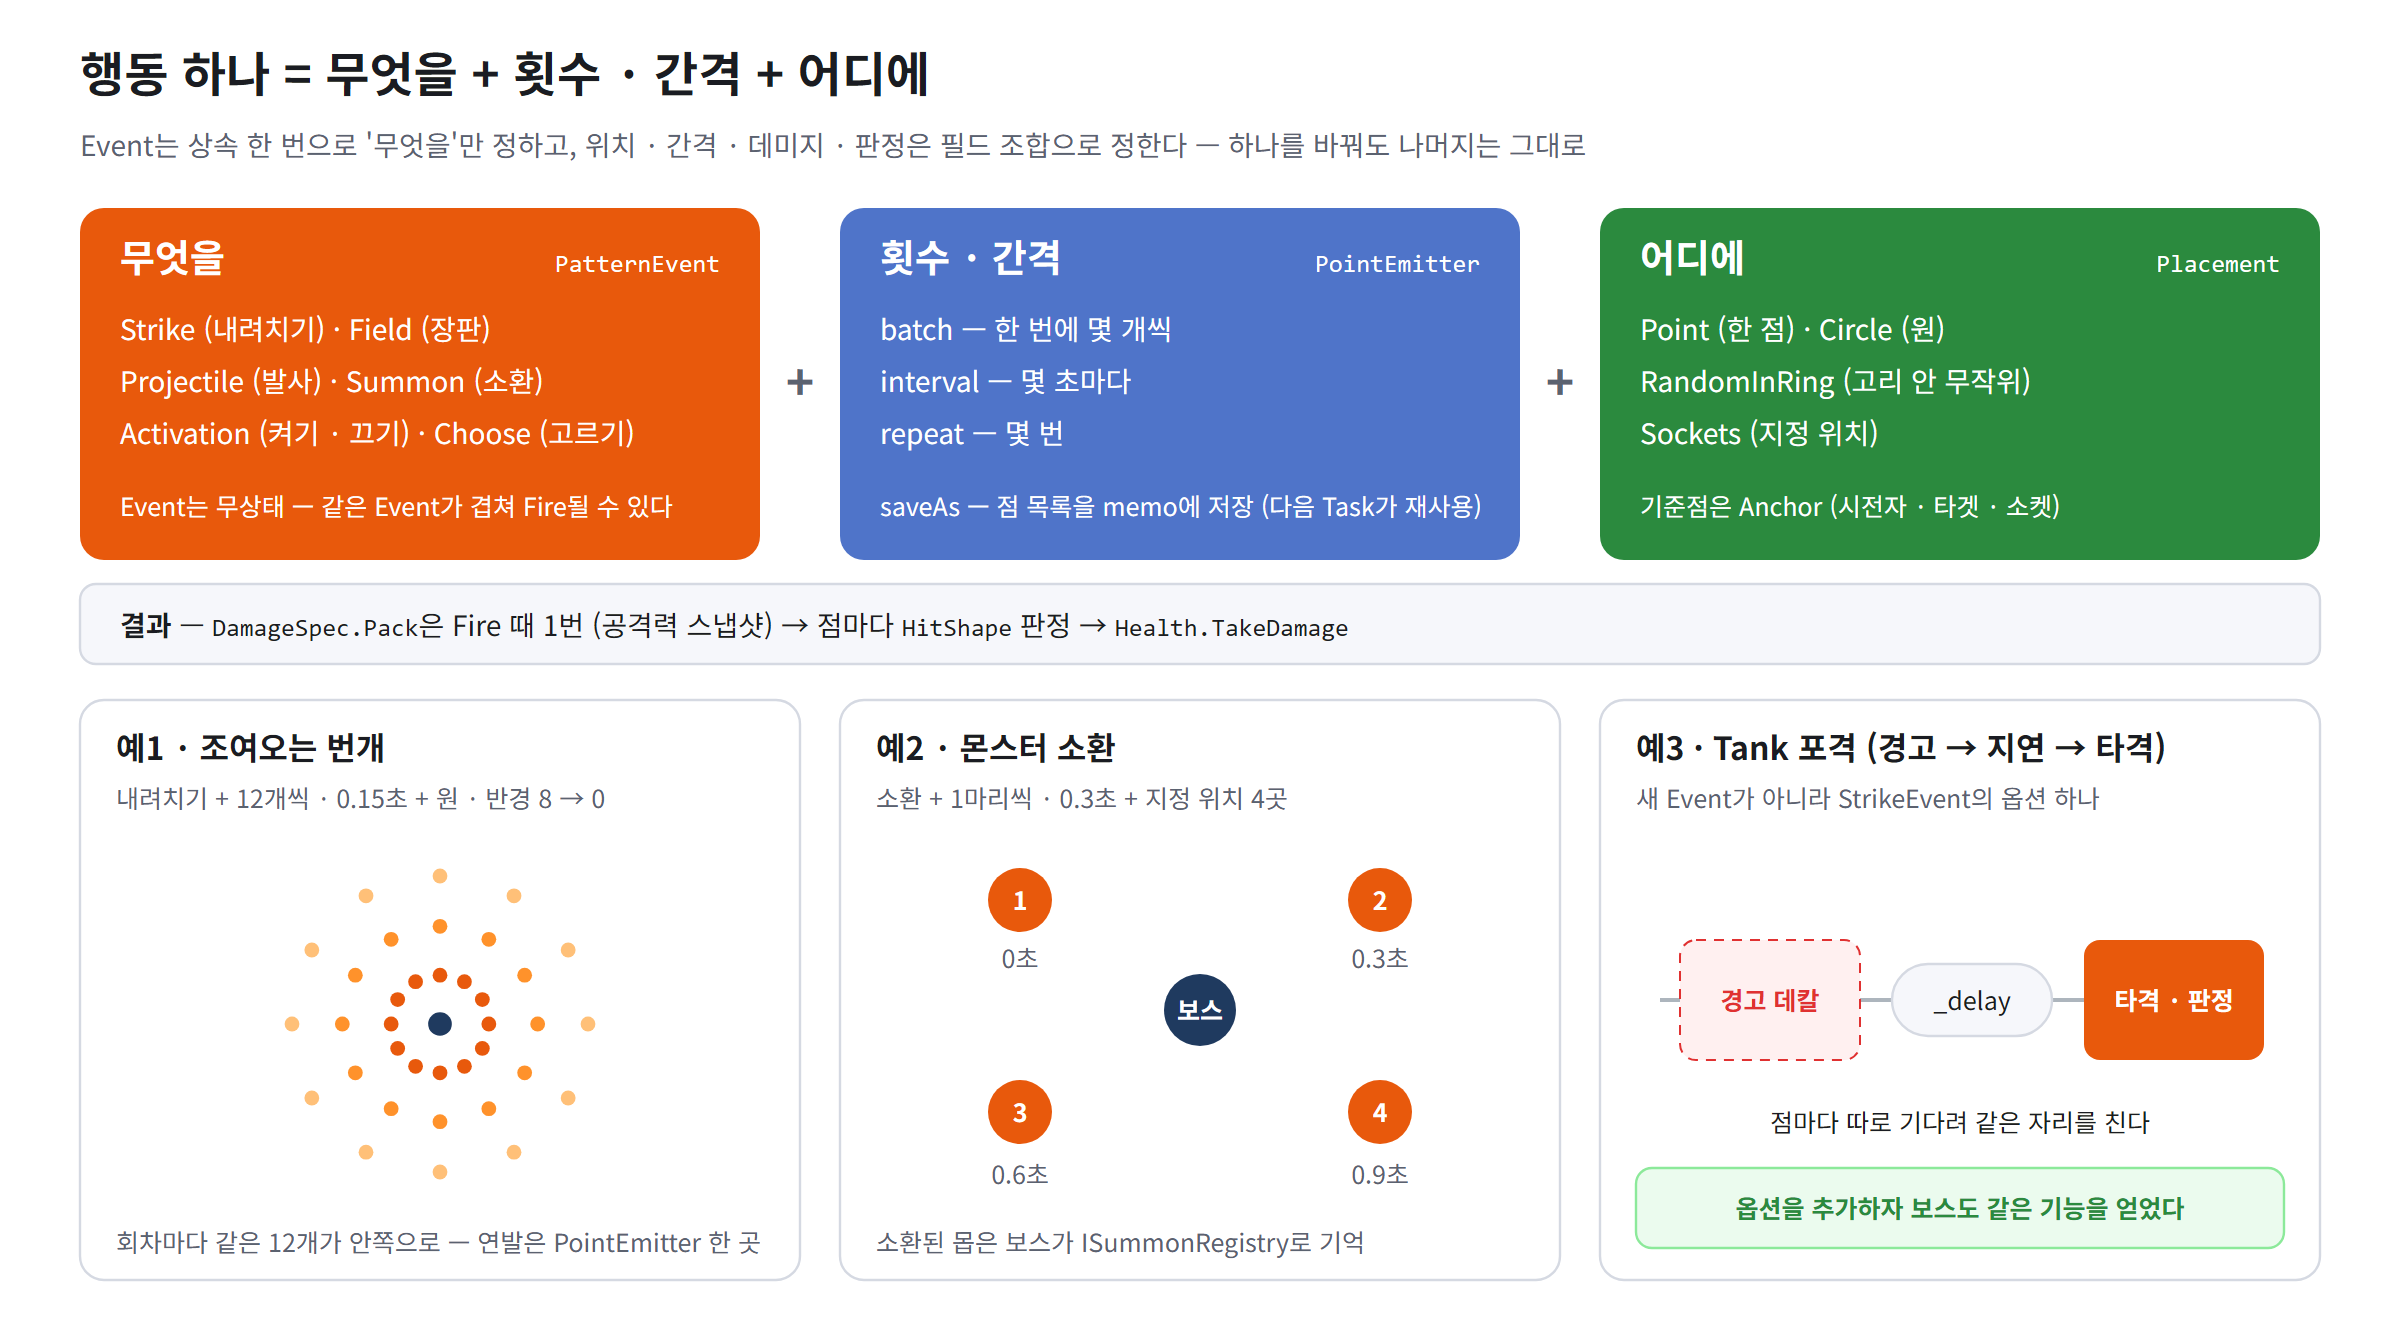 행동 하나 = 무엇을 + 횟수 · 간격 + 어디에
Event는 상속 한 번으로 '무엇을'만 정하고, 위치 · 간격 · 데미지 · 판정은 필드 조합으로 정한다 — 하나를 바꿔도 나머지는 그대로
무엇을 PatternEvent
Strike (내려치기) · Field (장판)
Projectile (발사) · Summon (소환)
Activation (켜기 · 끄기) · Choose (고르기)
Event는 무상태 — 같은 Event가 겹쳐 Fire될 수 있다
+
횟수 · 간격 PointEmitter
batch — 한 번에 몇 개씩
interval — 몇 초마다
repeat — 몇 번
saveAs — 점 목록을 memo에 저장 (다음 Task가 재사용)
+
어디에 Placement
Point (한 점) · Circle (원)
RandomInRing (고리 안 무작위)
Sockets (지정 위치)
기준점은 Anchor (시전자 · 타겟 · 소켓)
결과 — DamageSpec.Pack은 Fire 때 1번 (공격력 스냅샷) → 점마다 HitShape 판정 → Health.TakeDamage
예1 · 조여오는 번개
내려치기 + 12개씩 · 0.15초 + 원 · 반경 8 → 0
회차마다 같은 12개가 안쪽으로 — 연발은 PointEmitter 한 곳
예2 · 몬스터 소환
소환 + 1마리씩 · 0.3초 + 지정 위치 4곳
1 2
0초 0.3초
보스
3 4
0.6초 0.9초
소환된 몹은 보스가 ISummonRegistry로 기억
예3 · Tank 포격 (경고 → 지연 → 타격)
새 Event가 아니라 StrikeEvent의 옵션 하나
경고 데칼 _delay 타격 · 판정
점마다 따로 기다려 같은 자리를 친다
옵션을 추가하자 보스도 같은 기능을 얻었다